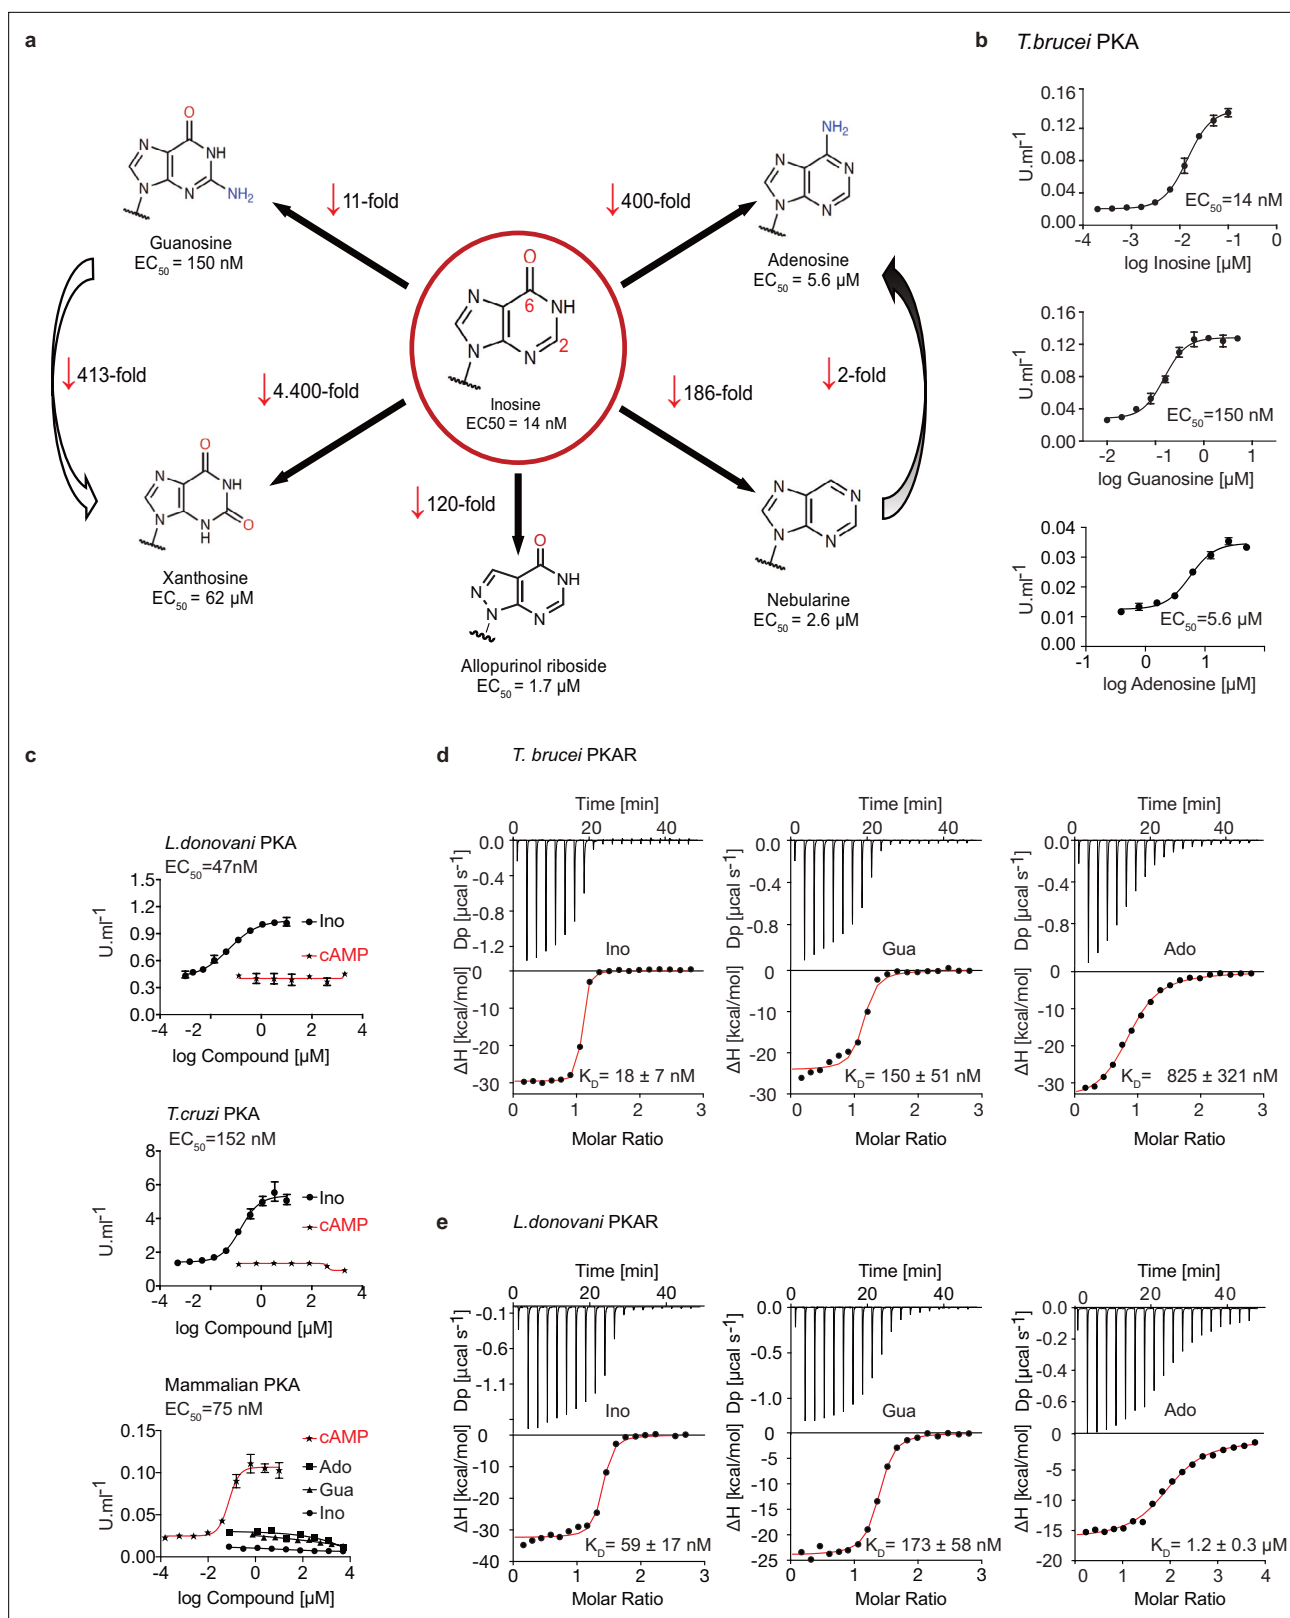 a
O
N
NH
N
N
NH₂
Guanosine
EC₅₀ = 150 nM
↓11-fold
↓400-fold
NH₂
N
N
N
N
Adenosine
EC₅₀ = 5.6 µM
O
N
6
NH
N
N
2
Inosine
EC50 = 14 nM
↓413-fold
↓4.400-fold
↓186-fold
↓2-fold
↓120-fold
O
N
NH
N
N
H
O
Xanthosine
EC₅₀ = 62 µM
O
N
NH
N
N
Allopurinol riboside
EC₅₀ = 1.7 µM
N
N
N
N
Nebularine
EC₅₀ = 2.6 µM
b T.brucei PKA
U.ml⁻¹
0.16
0.12
0.08
0.04
0.00
EC₅₀=14 nM
-4 -3 -2 -1 0
log Inosine [µM]
U.ml⁻¹
0.16
0.12
0.08
0.04
0.00
EC₅₀=150 nM
-2 -1 0 1
log Guanosine [µM]
U.ml⁻¹
0.04
0.03
0.02
0.01
0.00
EC₅₀=5.6 µM
-1 0 1
log Adenosine [µM]
c
L.donovani PKA
EC₅₀=47nM
U.ml⁻¹
1.5
1.2
0.9
0.6
0.3
0.0
Ino
cAMP
-4 -2 0 2 4
log Compound [µM]
T.cruzi PKA
EC₅₀=152 nM
U.ml⁻¹
8
6
4
2
0
Ino
cAMP
-4 -2 0 2 4
log Compound [µM]
Mammalian PKA
EC₅₀=75 nM
U.ml⁻¹
0.15
0.10
0.05
0.00
cAMP
Ado
Gua
Ino
-4 -2 0 2 4
log Compound [µM]
d T. brucei PKAR
Time [min]
0 20 40
Dp [µcal s⁻¹]
0.0
-0.4
-0.8
-1.2
Ino
ΔH [kcal/mol]
0
-10
-20
-30
K_D= 18 ± 7 nM
0 1 2 3
Molar Ratio
Time [min]
0 20 40
Dp [µcal s⁻¹]
0.0
-0.4
-0.8
Gua
ΔH [kcal/mol]
0
-10
-20
-30
K_D= 150 ± 51 nM
0 1 2 3
Molar Ratio
Time [min]
0 20 40
Dp [µcal s⁻¹]
0.0
-0.4
-0.8
Ado
ΔH [kcal/mol]
0
-10
-20
-30
K_D= 825 ± 321 nM
0 1 2 3
Molar Ratio
e L.donovani PKAR
Time [min]
0 20 40
Dp [µcal s⁻¹]
-0.1
-0.6
-1.1
Ino
ΔH [kcal/mol]
0
-10
-20
-30
-40
K_D= 59 ± 17 nM
0 1 2 3
Molar Ratio
Time [min]
0 20 40
Dp [µcal s⁻¹]
0.0
-0.5
-1.0
Gua
ΔH [kcal/mol]
0
-5
-10
-15
-20
-25
K_D= 173 ± 58 nM
0 1 2 3
Molar Ratio
Time [min]
0 20 40
Dp [µcal s⁻¹]
0.0
-0.2
-0.4
-0.6
Ado
ΔH [kcal/mol]
0
-5
-10
-15
-20
K_D= 1.2 ± 0.3 µM
0 1 2 3 4
Molar Ratio